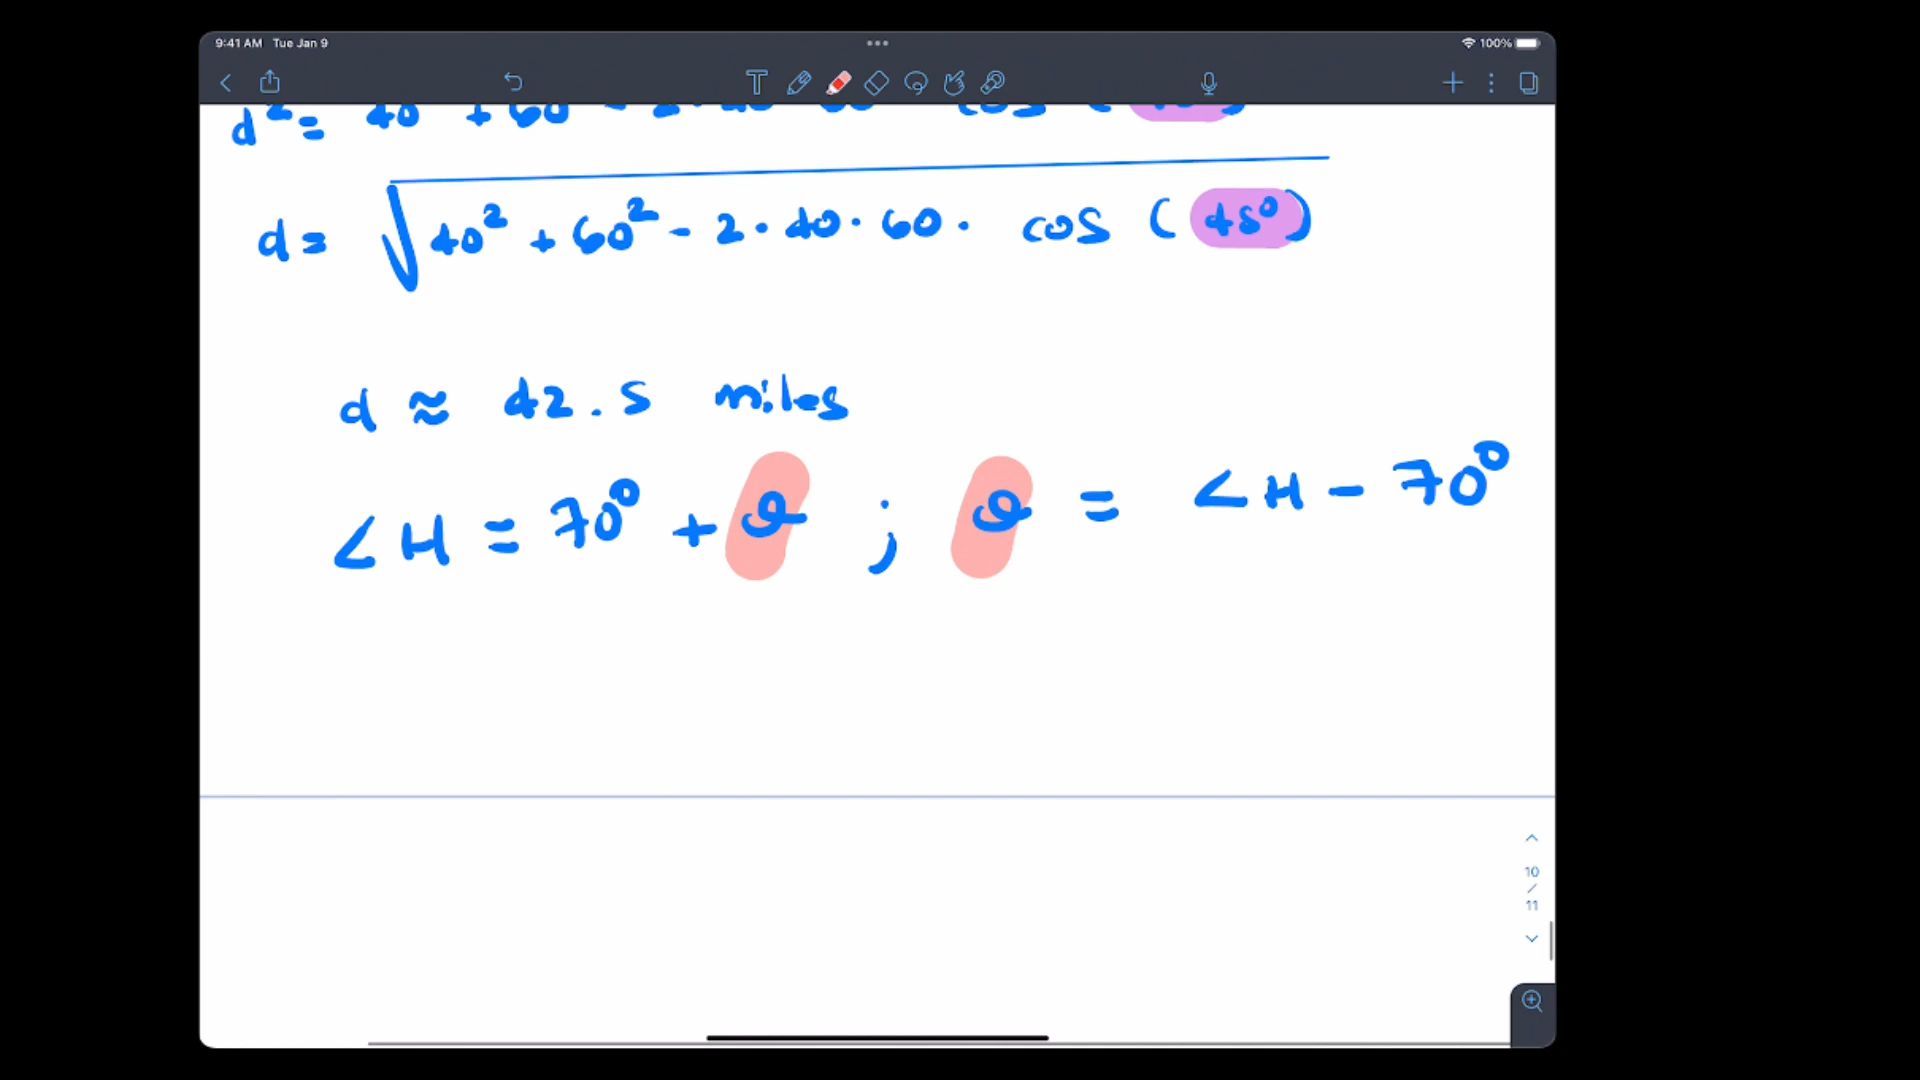 9:41 AM Tue Jan 9
100%
T
d² =
d = √40² + 60² - 2 · 40 · 60 · cos (45°)
d ≈ 42.5 miles
∠H = 70° + θ ; θ = ∠H - 70°
10
/
11